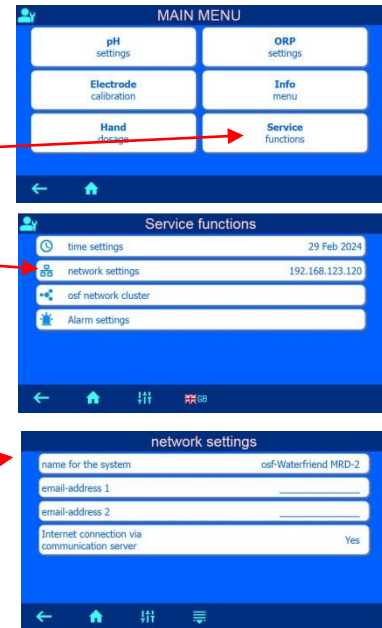 MAIN MENU
pH
settings
ORP
settings
Electrode
calibration
Info
menu
Hand
dosage
Service
functions
Service functions
time settings 29 Feb 2024
network settings 192.168.123.120
osf network cluster
Alarm settings
GB
network settings
name for the system osf-Waterfriend MRD-2
email-address 1
email-address 2
Internet connection via
communication server Yes